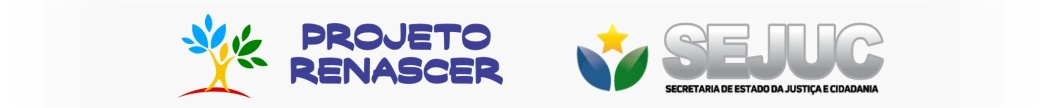 PROJETO
RENASCER
SEJUC
SECRETARIA DE ESTADO DA JUSTIÇA E CIDADANIA